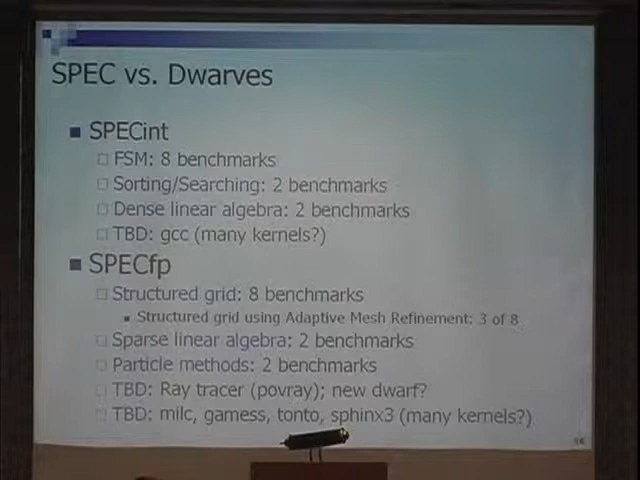 SPEC vs. Dwarves
SPECint
FSM: 8 benchmarks
Sorting/Searching: 2 benchmarks
Dense linear algebra: 2 benchmarks
TBD: gcc (many kernels?)
SPECfp
Structured grid: 8 benchmarks
Structured grid using Adaptive Mesh Refinement: 3 of 8
Sparse linear algebra: 2 benchmarks
Particle methods: 2 benchmarks
TBD: Ray tracer (povray); new dwarf?
TBD: milc, gamess, tonto, sphinx3 (many kernels?)